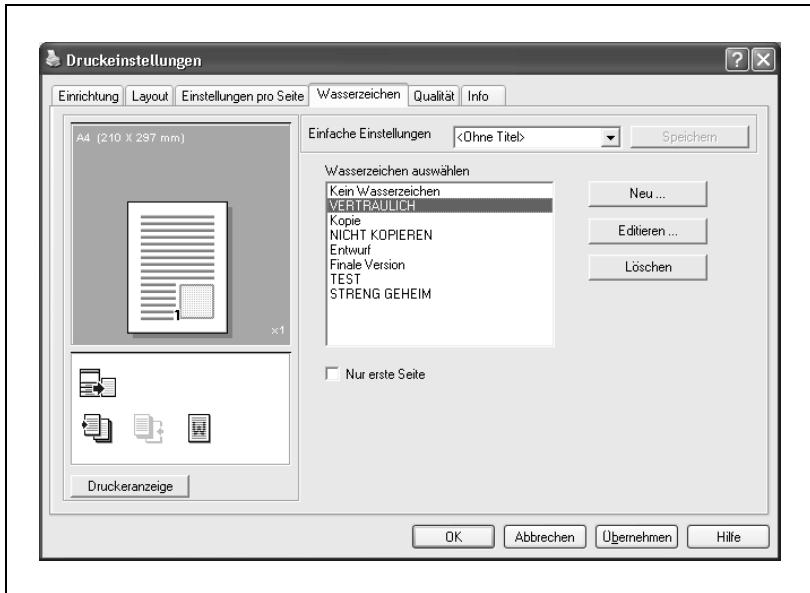 Druckeinstellungen
Einrichtung Layout Einstellungen pro Seite Wasserzeichen Qualität Info
A4 (210 X 297 mm)
1
x1
Druckeranzeige
Einfache Einstellungen <Ohne Titel> Speichern
Wasserzeichen auswählen
Kein Wasserzeichen
VERTRAULICH
Kopie
NICHT KOPIEREN
Entwurf
Finale Version
TEST
STRENG GEHEIM
Neu ...
Editieren ...
Löschen
Nur erste Seite
OK Abbrechen Übernehmen Hilfe